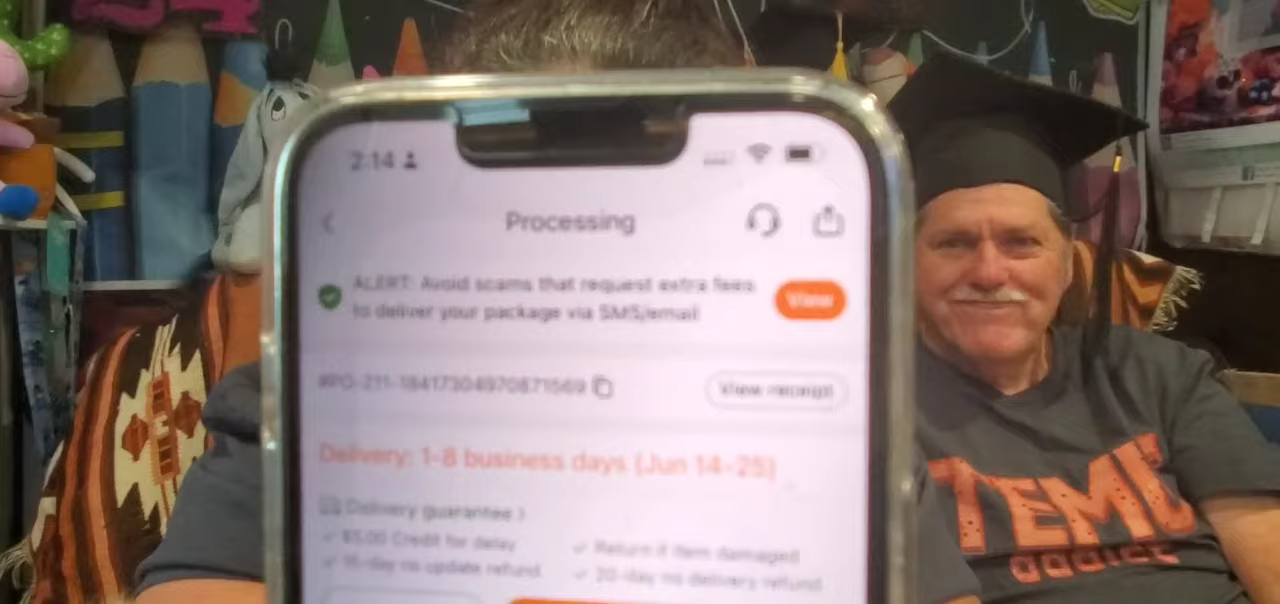 2:14
Processing
ALERT: Avoid scams that request extra fees
to deliver your package via SMS/email
View
#PO-211-18417304970871569
View receipt
Delivery: 1-8 business days (Jun 14-25)
Delivery guarantee >
$5.00 Credit for delay
Return if item damaged
15-day no update refund
20-day no delivery refund
TEMU